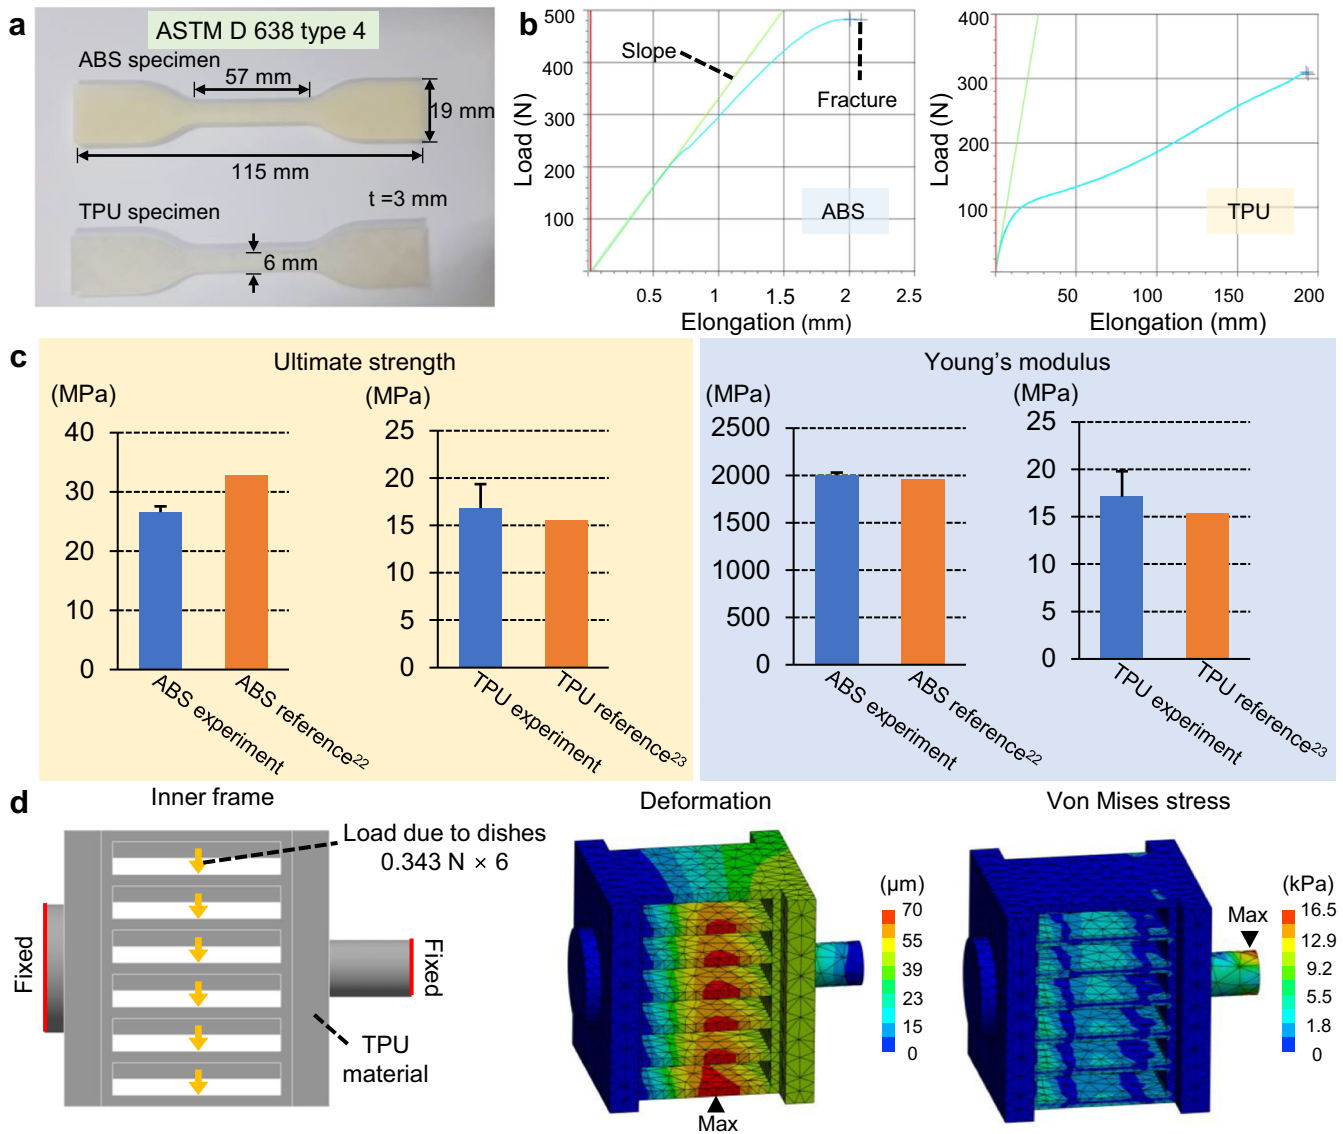 a
ASTM D 638 type 4
ABS specimen
57 mm
19 mm
115 mm
t =3 mm
TPU specimen
6 mm
b
Load (N)
500
400
300
200
100
Slope
Fracture
ABS
0.5
1
1.5
2
2.5
Elongation (mm)
Load (N)
400
300
200
100
TPU
50
100
150
200
Elongation (mm)
c
Ultimate strength
(MPa)
40
30
20
10
0
ABS experiment
ABS reference22
(MPa)
25
20
15
10
5
0
TPU experiment
TPU reference23
Young's modulus
(MPa)
2500
2000
1500
1000
500
0
ABS experiment
ABS reference22
(MPa)
25
20
15
10
5
0
TPU experiment
TPU reference23
d
Inner frame
Load due to dishes
0.343 N × 6
Fixed
Fixed
TPU
material
Deformation
(μm)
70
55
39
23
15
0
Max
Von Mises stress
(kPa)
16.5
12.9
9.2
5.5
1.8
0
Max